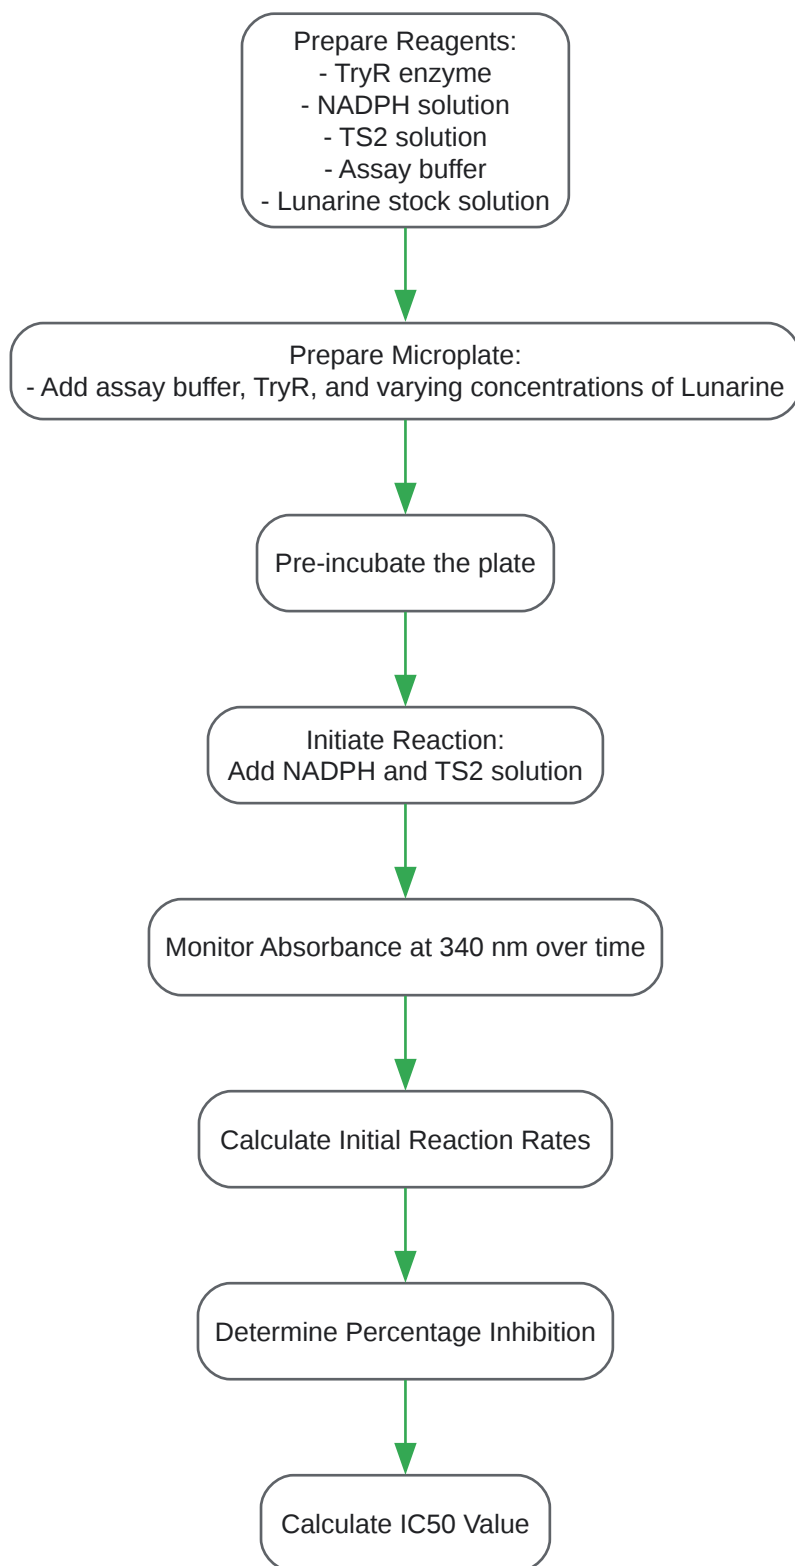 Prepare Reagents:
- TryR enzyme
- NADPH solution
- TS2 solution
- Assay buffer
- Lunarine stock solution
Prepare Microplate:
- Add assay buffer, TryR, and varying concentrations of Lunarine
Pre-incubate the plate
Initiate Reaction:
Add NADPH and TS2 solution
Monitor Absorbance at 340 nm over time
Calculate Initial Reaction Rates
Determine Percentage Inhibition
Calculate IC50 Value